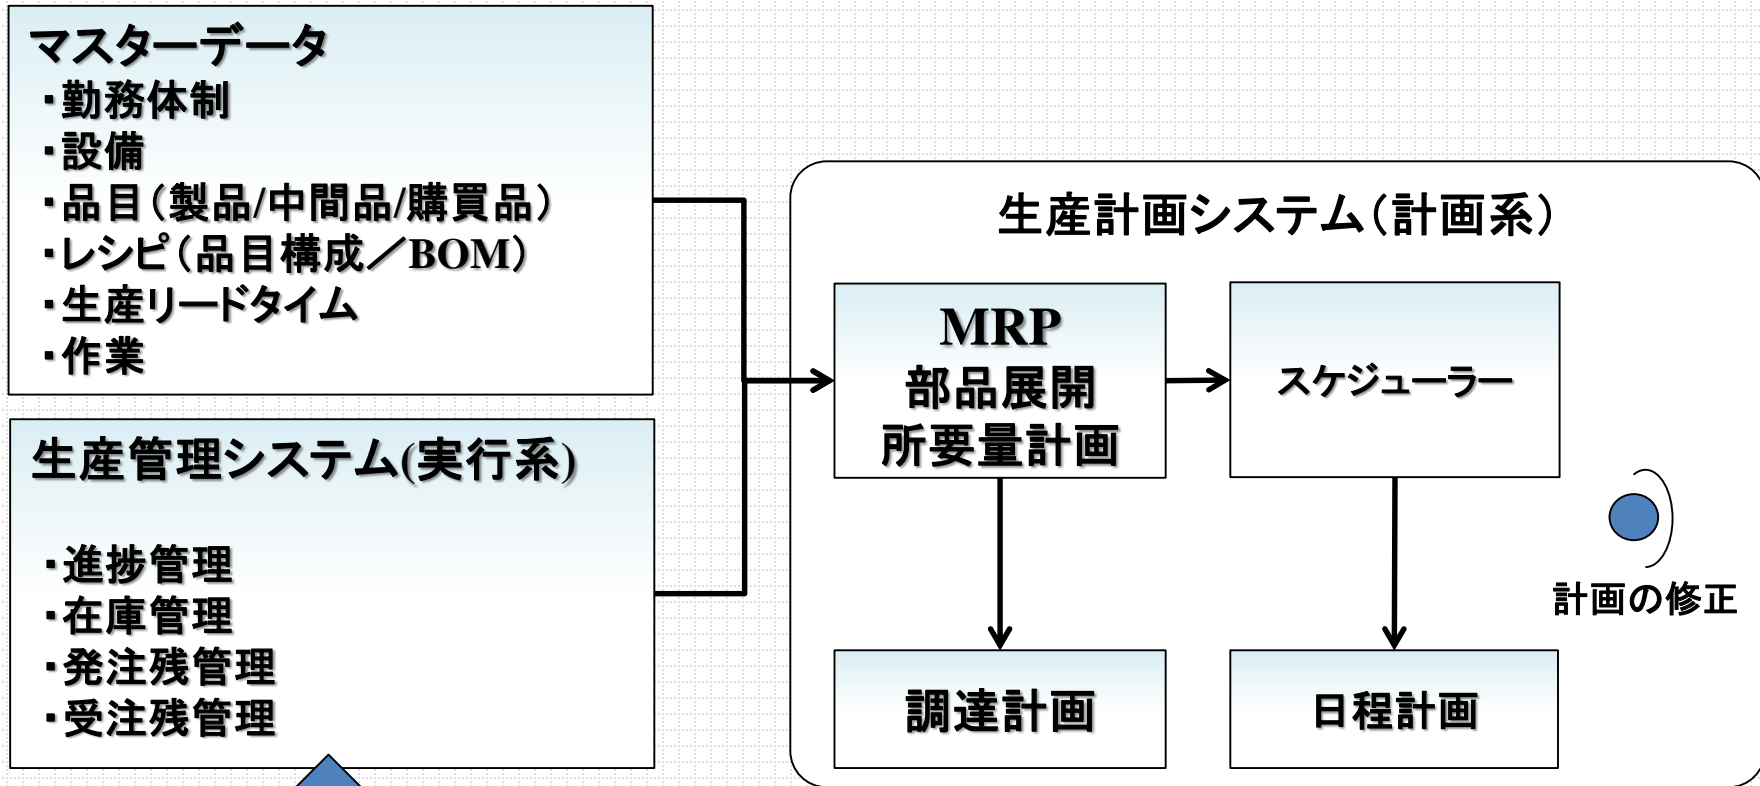 マスターデータ
・勤務体制
・設備
・品目（製品/中間品/購買品）
・レシピ（品目構成／BOM）
・生産リードタイム
・作業
生産管理システム(実行系)
・進捗管理
・在庫管理
・発注残管理
・受注残管理
生産計画システム（計画系）
MRP
部品展開
所要量計画
スケジューラー
計画の修正
調達計画
日程計画